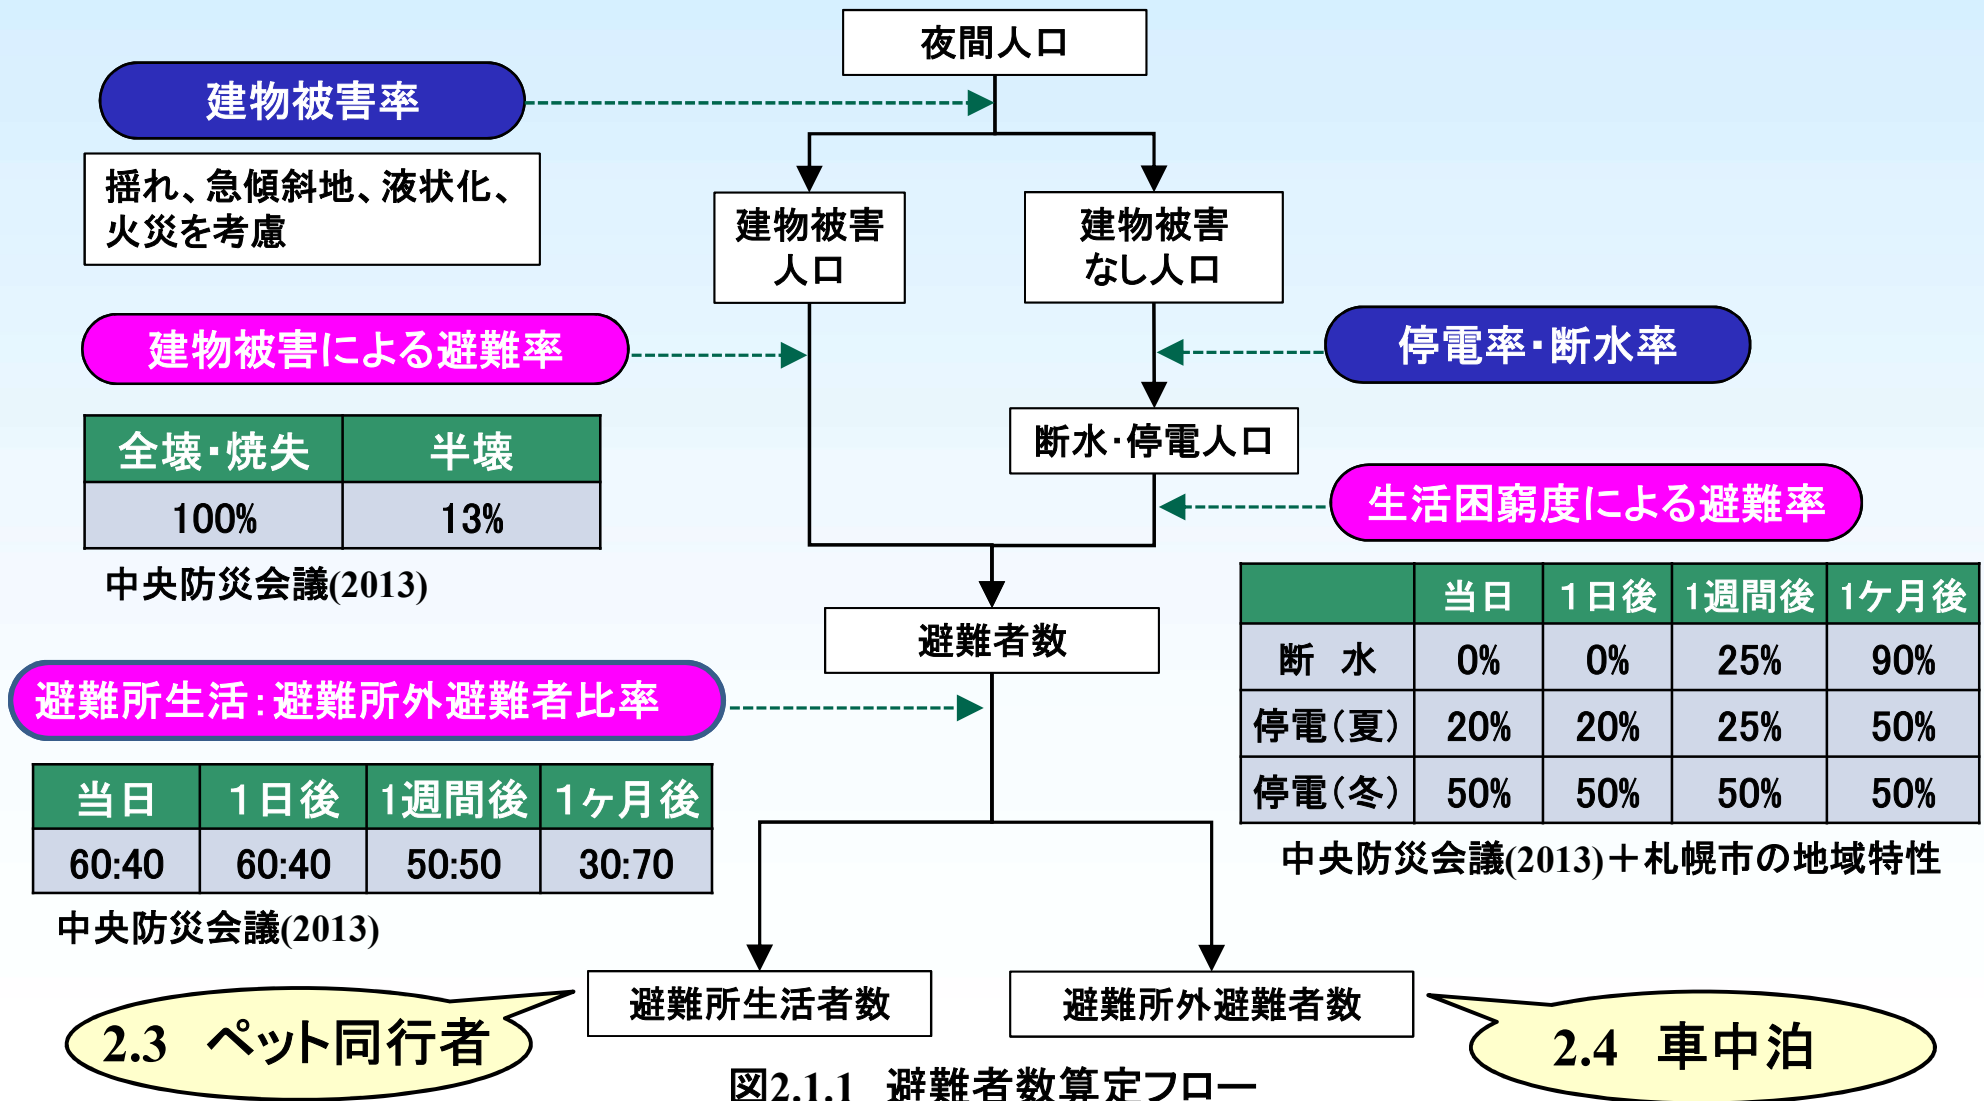 夜間人口
建物被害率
揺れ、急傾斜地、液状化、
火災を考慮
建物被害
人口
建物被害
なし人口
建物被害による避難率
停電率・断水率
全壊・焼失 半壊
100% 13%
中央防災会議(2013)
断水・停電人口
生活困窮度による避難率
当日 1日後 1週間後 1ケ月後
断 水 0% 0% 25% 90%
停電(夏) 20% 20% 25% 50%
停電(冬) 50% 50% 50% 50%
中央防災会議(2013)＋札幌市の地域特性
避難者数
避難所生活：避難所外避難者比率
当日 1日後 1週間後 1ヶ月後
60:40 60:40 50:50 30:70
中央防災会議(2013)
避難所生活者数
避難所外避難者数
2.3 ペット同行者
2.4 車中泊
図2.1.1 避難者数算定フロー